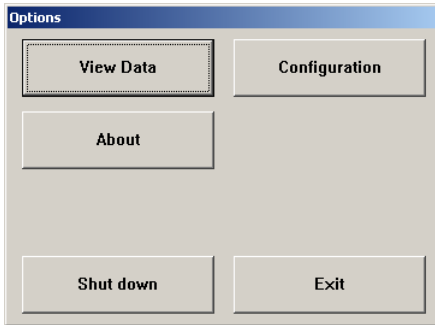 Options
View Data
Configuration
About
Shut down
Exit